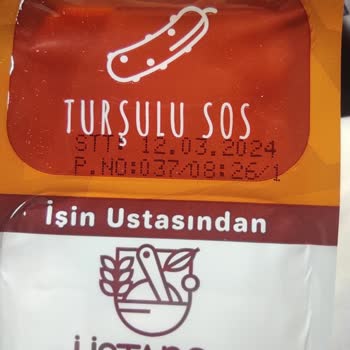 TURŞULU SOS
STT: 12.03.2024
P.NO:037/08:26/1
İşin Ustasından